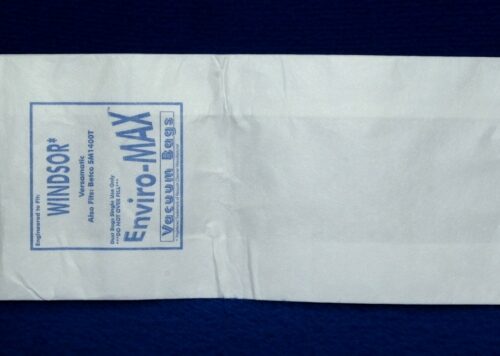 Engineered to Fit:
WINDSOR‡
Versamatic
Also Fits: Betco SM1400T
Dust Bags Single Use Only
***DO NOT OVER FILL***
Enviro-MAX™
Vacuum Bags